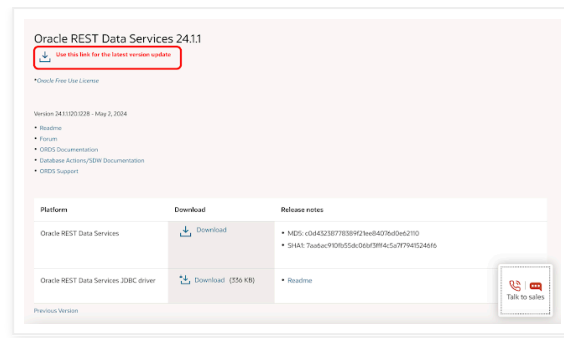 Oracle REST Data Services 24.1.1
Use this link for the latest version update
*Oracle Free Use License
Version 24.1.1.120.1228 - May 2, 2024
• Readme
• Forum
• ORDS Documentation
• Database Actions/SDW Documentation
• ORDS Support
Platform Download Release notes
Oracle REST Data Services Download • MD5: c0d43238778389f21ee84076d0e62110
• SHA1: 7aa6ac910fb55dc06bf3fff4c5a7f79415246f6
Oracle REST Data Services JDBC driver Download (336 KB) • Readme
Talk to sales
Previous Version